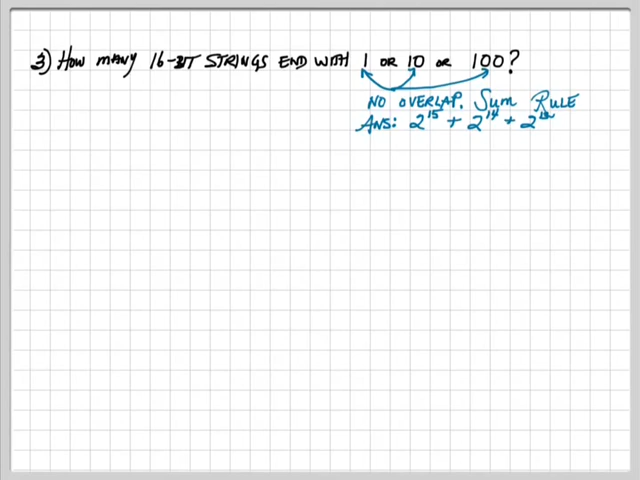 3) HOW MANY 16-BIT STRINGS END WITH 1 OR 10 OR 100?
NO OVERLAP. SUM RULE
ANS: 2^15 + 2^14 + 2^13